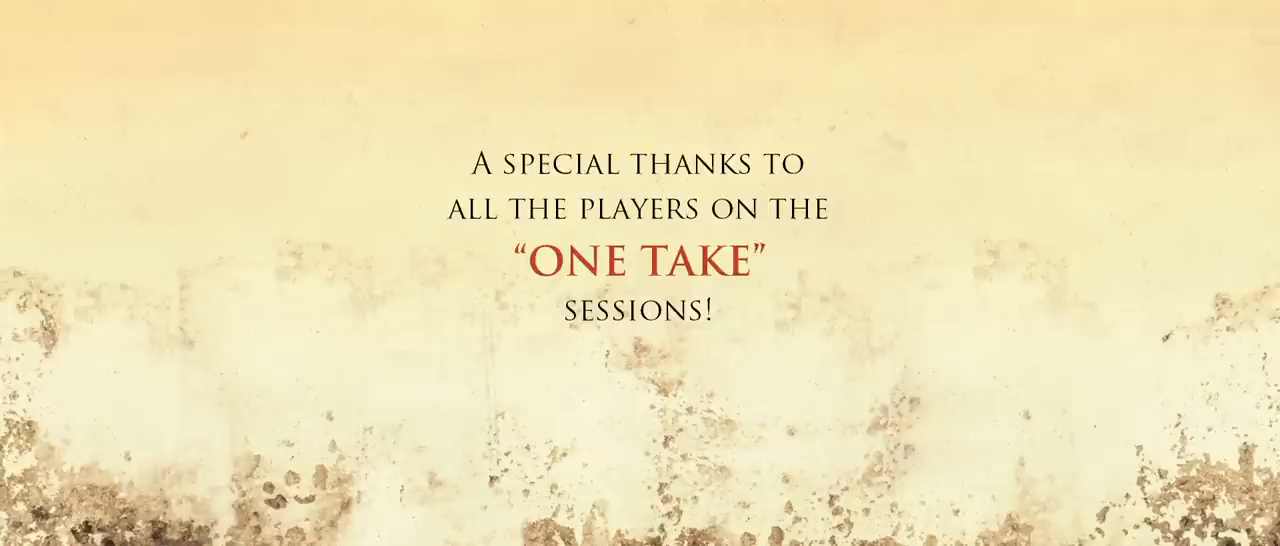 A SPECIAL THANKS TO
ALL THE PLAYERS ON THE
“ONE TAKE”
SESSIONS!